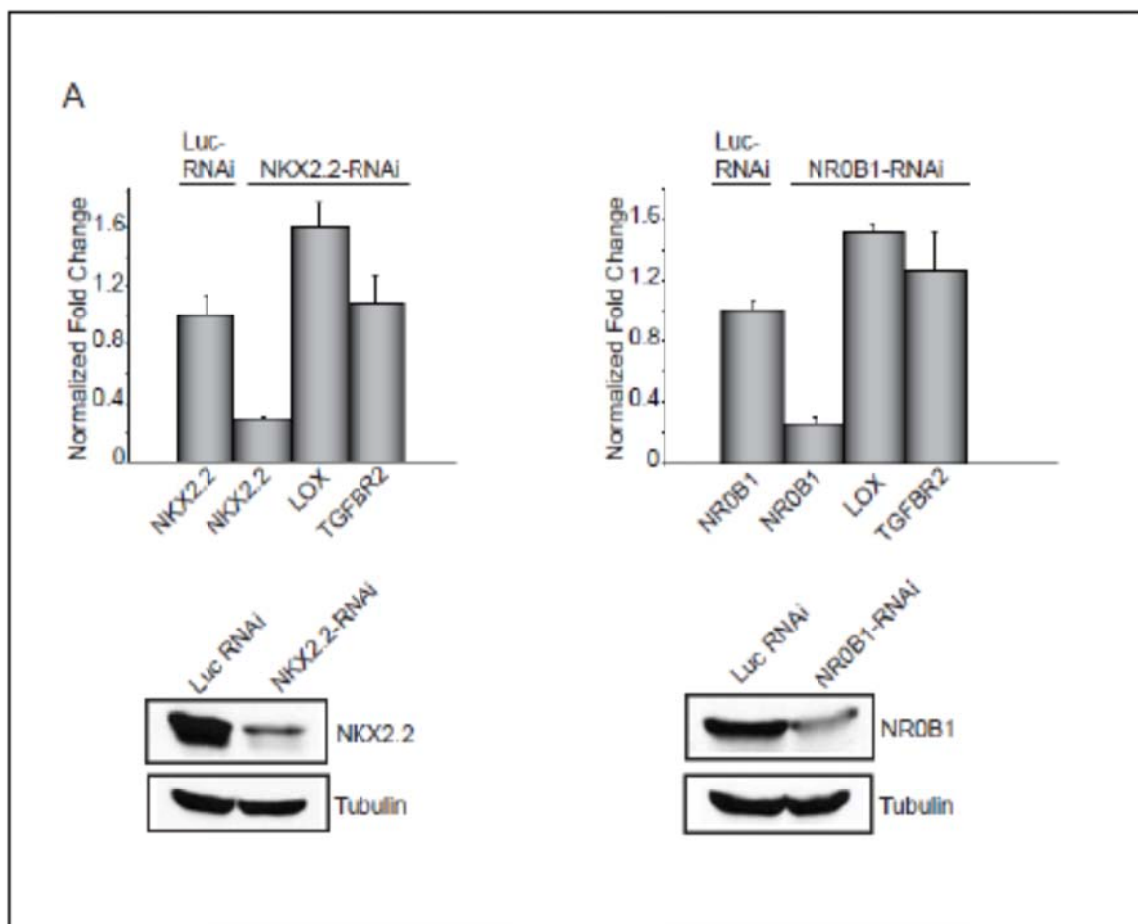 A
Luc-
RNAi
NKX2.2-RNAi
Normalized Fold Change
1.6
1.2
0.8
0.4
0
NKX2.2
NKX2.2
LOX
TGFBR2
Luc-
RNAi
NR0B1-RNAi
Normalized Fold Change
1.6
1.2
0.8
0.4
0
NR0B1
NR0B1
LOX
TGFBR2
Luc RNAi
NKX2.2-RNAi
NKX2.2
Tubulin
Luc RNAi
NR0B1-RNAi
NR0B1
Tubulin